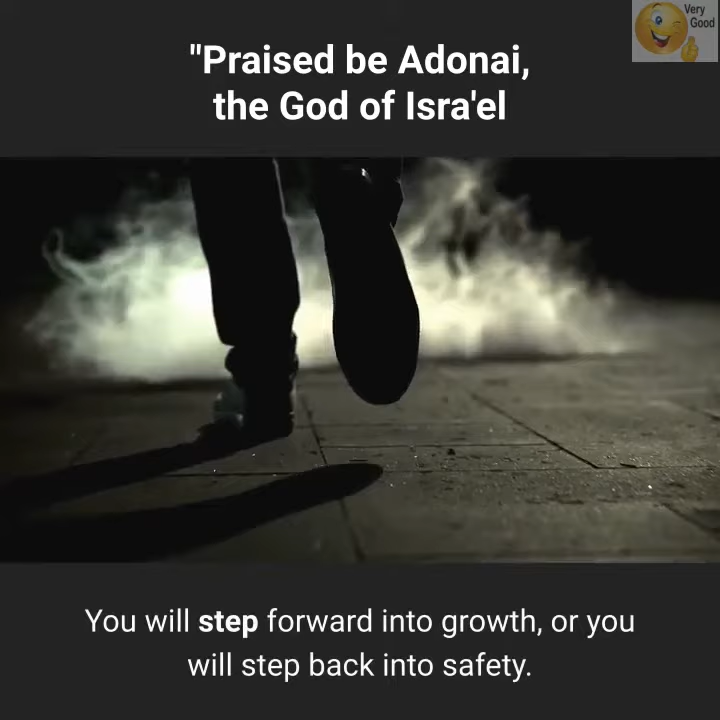 Very
Good
"Praised be Adonai,
the God of Isra'el
You will step forward into growth, or you
will step back into safety.